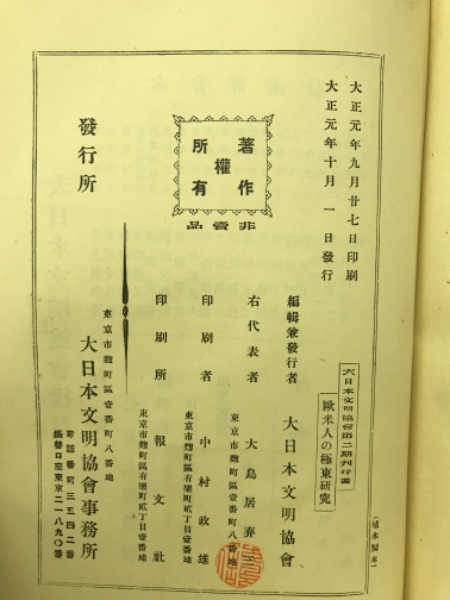 大正元年九月廿七日印刷
大正元年十月一日發行
大日本文明協會第二期刊行書
歐米人の極東研究
著作權所有
非賣品
編輯兼發行者 大日本文明協會
右代表者 大鳥居弃三
東京市麹町區壹番町八番地
印刷者 中村政雄
東京市麹町區有樂町貳丁目壹番地
印刷所 報文社
東京市麹町區有樂町貳丁目壹番地
發行所
東京市麹町區壹番町八番地
大日本文明協會事務所
電話番町三五四二番
振替口座東京二一八九〇番